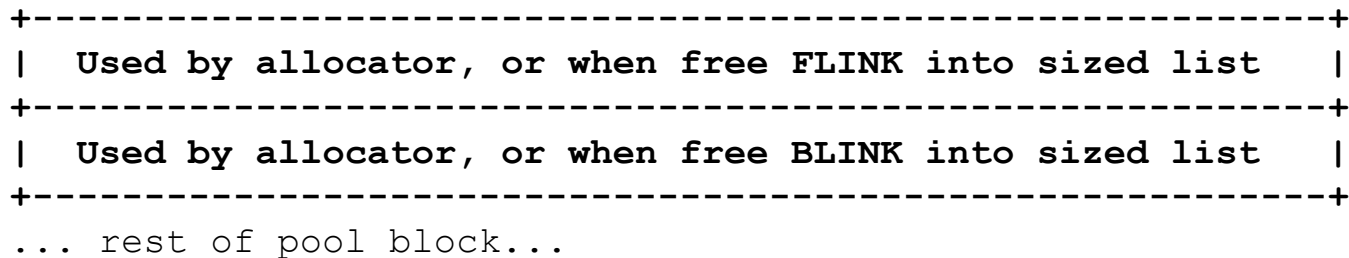 +-----------------------------------------------------------+
|  Used by allocator, or when free FLINK into sized list   |
+-----------------------------------------------------------+
|  Used by allocator, or when free BLINK into sized list   |
+-----------------------------------------------------------+
... rest of pool block...